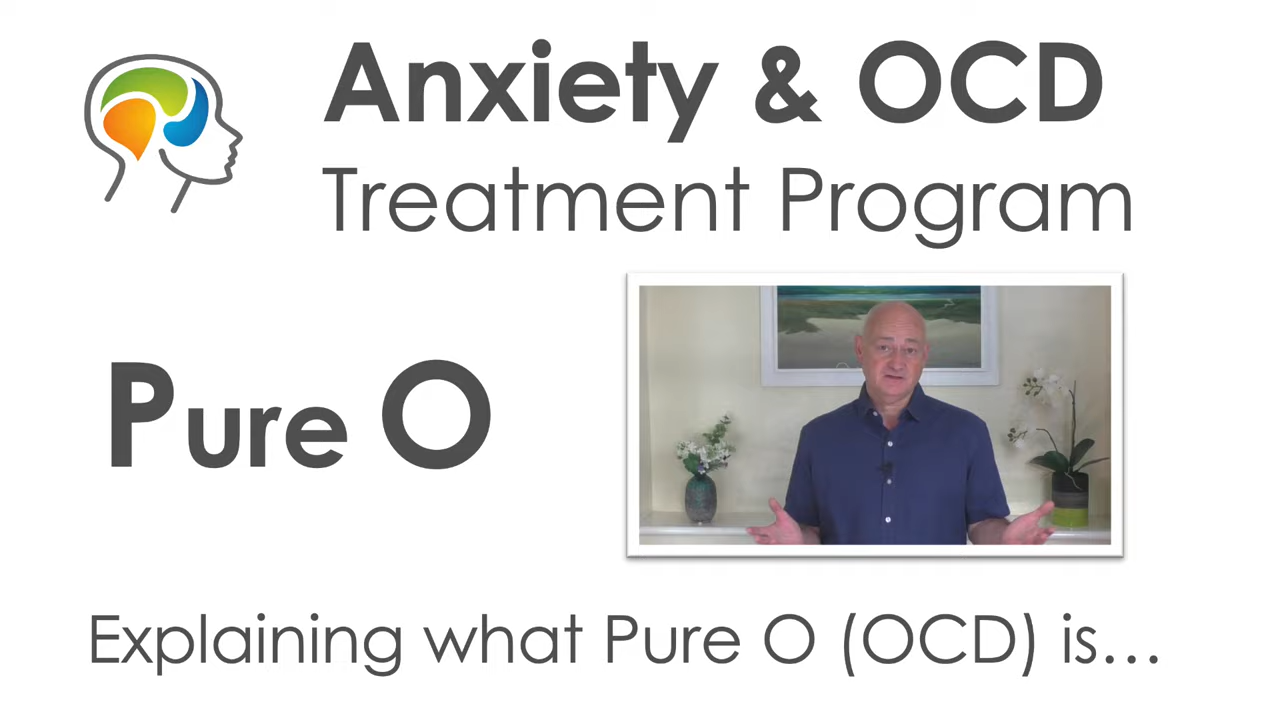 Anxiety & OCD
Treatment Program
Pure O
Explaining what Pure O (OCD) is...